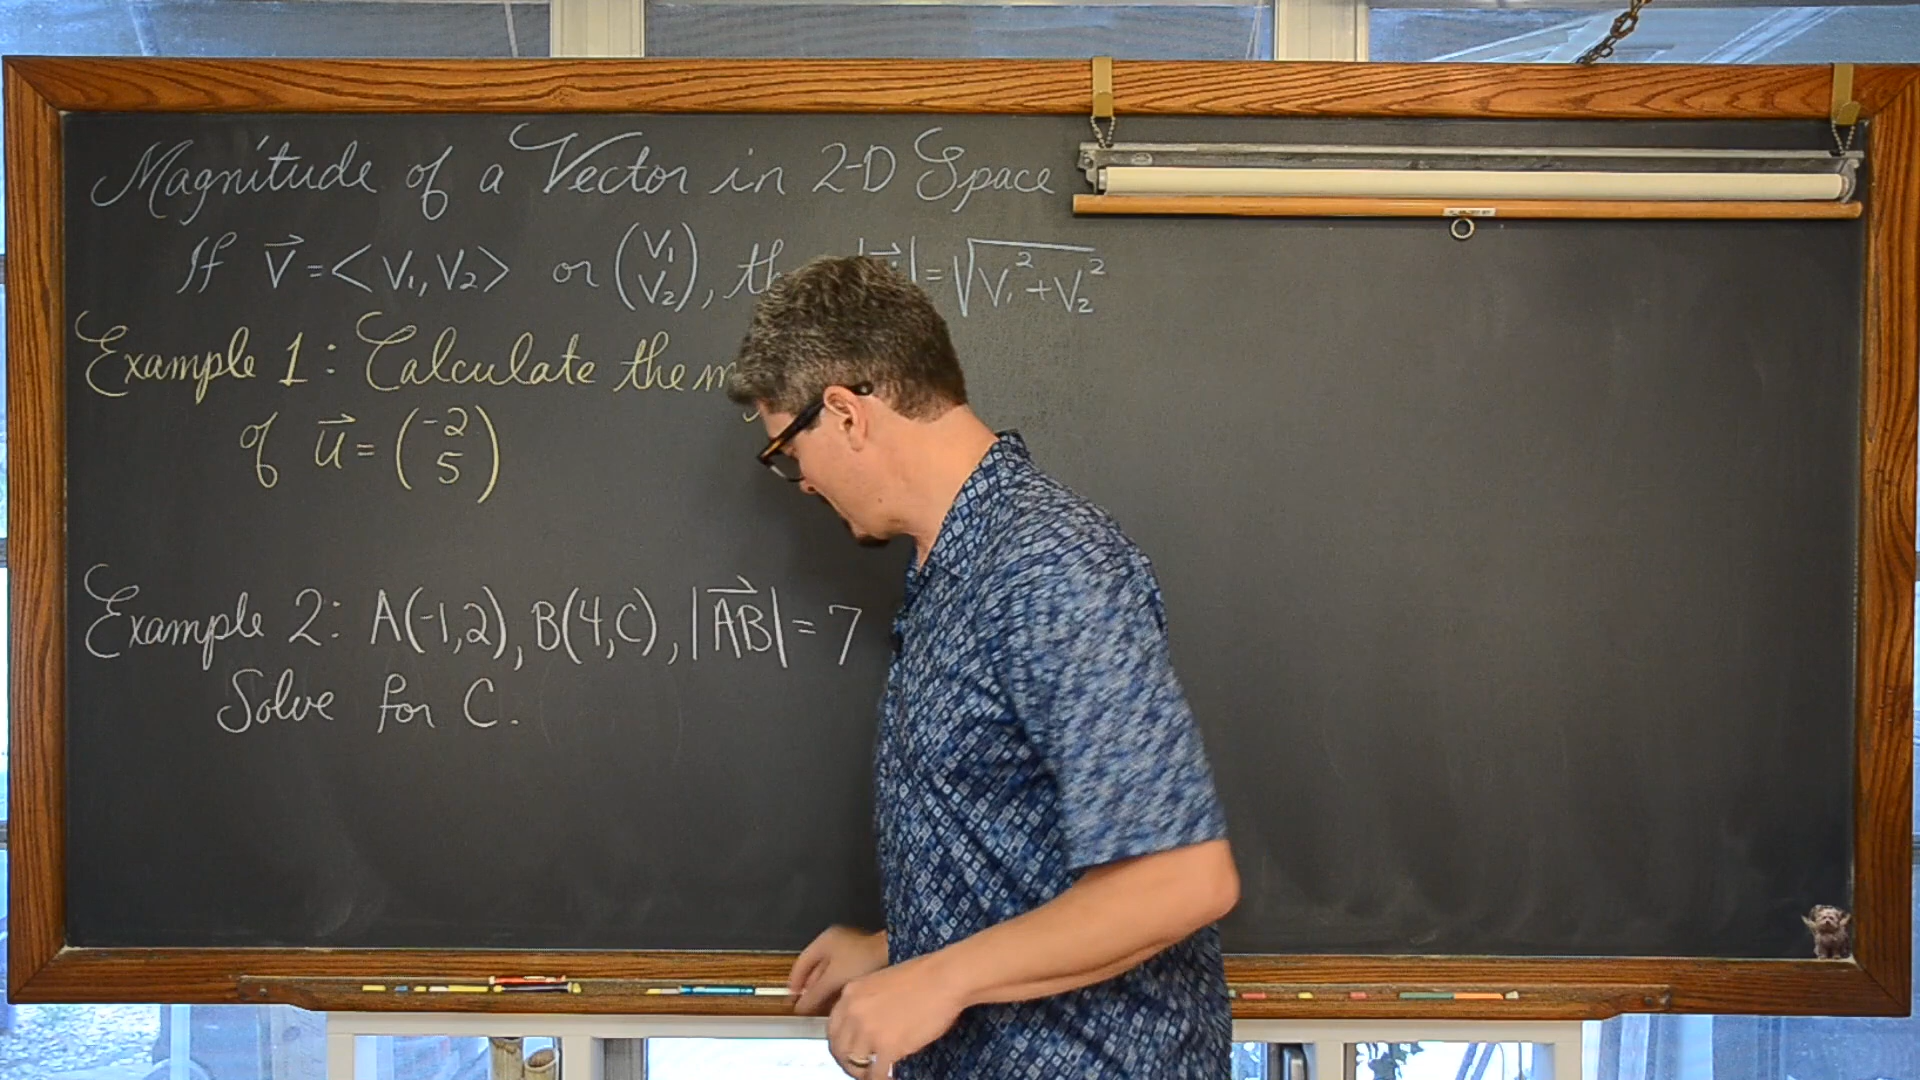 Magnitude of a Vector in 2-D Space
If V⃗ = <V₁, V₂> or (V₁ V₂), = √V₁² + V₂²
Example 1: Calculate the
of u⃗ = (-2 5)
Example 2: A(-1,2), B(4,C), |AB⃗| = 7
Solve for C.